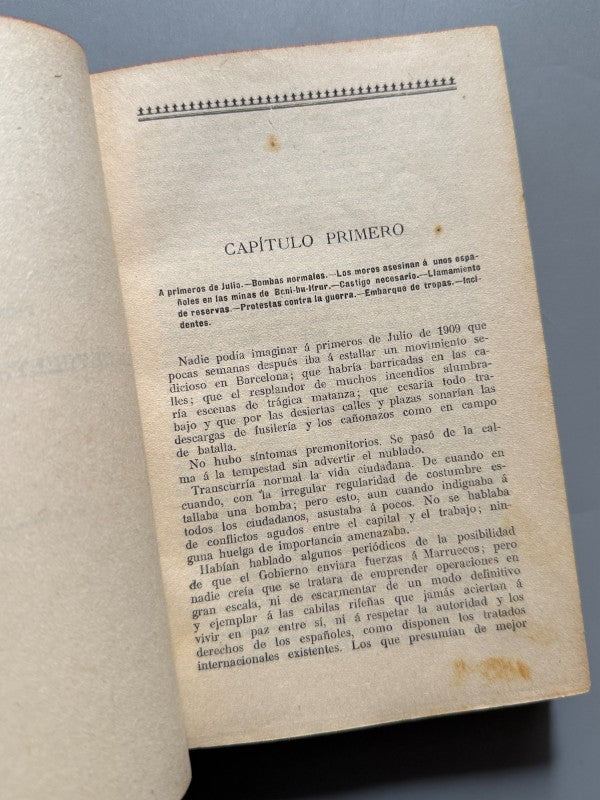 CAPÍTULO PRIMERO
A primeros de Julio.—Bombas normales.—Los moros asesinan á unos espa-
ñoles en las minas de Beni-bu-Ifrur.—Castigo necesario.—Llamamiento
de reservas.—Protestas contra la guerra.—Embarque de tropas.—Inci-
dentes.
Nadie podía imaginar á primeros de Julio de 1909 que
pocas semanas después iba á estallar un movimiento se-
dicioso en Barcelona; que habría barricadas en las ca-
lles; que el resplandor de muchos incendios alumbra-
ría escenas de trágica matanza; que cesaría todo tra-
bajo y que por las desiertas calles y plazas sonarían las
descargas de fusilería y los cañonazos como en campo
de batalla.
No hubo síntomas premonitorios. Se pasó de la cal-
ma á la tempestad sin advertir el nublado.
Transcurría normal la vida ciudadana. De cuando en
cuando, con la irregular regularidad de costumbre es-
tallaba una bomba; pero esto, aun cuando indignaba á
todos los ciudadanos, asustaba á pocos. No se hablaba
de conflictos agudos entre el capital y el trabajo; nin-
guna huelga de importancia amenazaba.
Habían hablado algunos periódicos de la posibilidad
de que el Gobierno enviara fuerzas á Marruecos; pero
nadie creía que se tratara de emprender operaciones en
gran escala, ni de escarmentar de un modo definitivo
y ejemplar á las cabilas rifeñas que jamás aciertan á
vivir en paz entre sí, ni á respetar la autoridad y los
derechos de los españoles, como disponen los tratados
internacionales existentes. Los que presumían de mejor